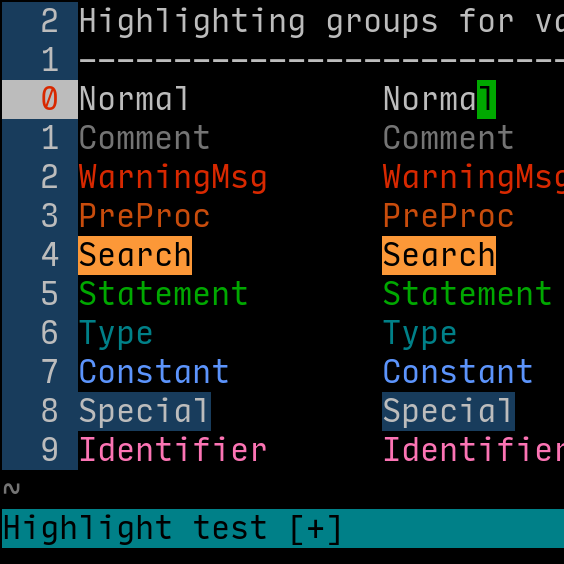 2 Highlighting groups for va
1 --------------------------
0 Normal Normal
1 Comment Comment
2 WarningMsg WarningMsg
3 PreProc PreProc
4 Search Search
5 Statement Statement
6 Type Type
7 Constant Constant
8 Special Special
9 Identifier Identifier
~
Highlight test [+]